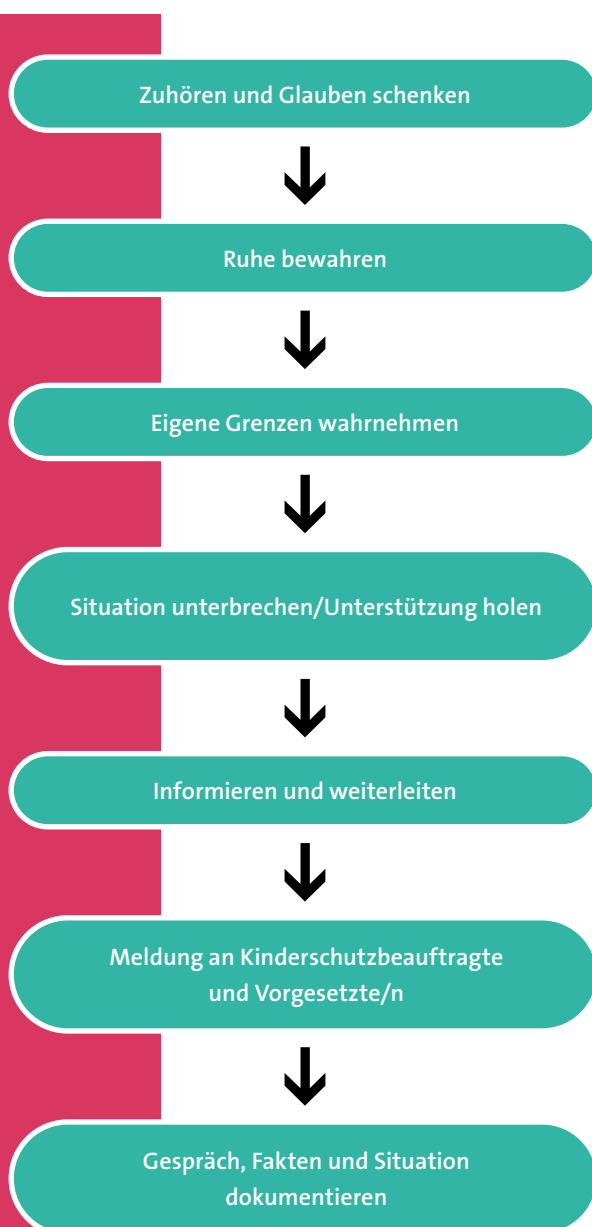 Zuhören und Glauben schenken
Ruhe bewahren
Eigene Grenzen wahrnehmen
Situation unterbrechen/Unterstützung holen
Informieren und weiterleiten
Meldung an Kinderschutzbeauftragte
und Vorgesetzte/n
Gespräch, Fakten und Situation
dokumentieren